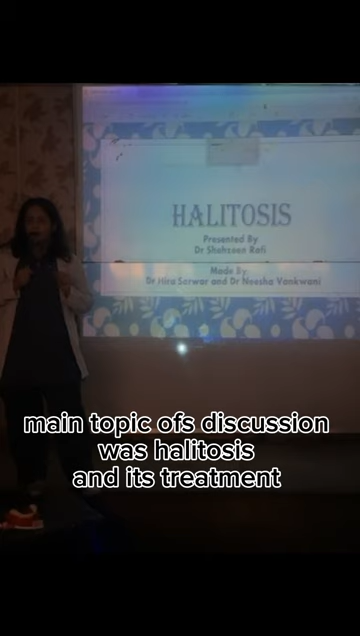 HALITOSIS
Presented By
Dr Shehzeen Rafi
Made By
Dr Hira Sarwar and Dr Neesha Vankwani
main topic ofs discussion
was halitosis
and its treatment